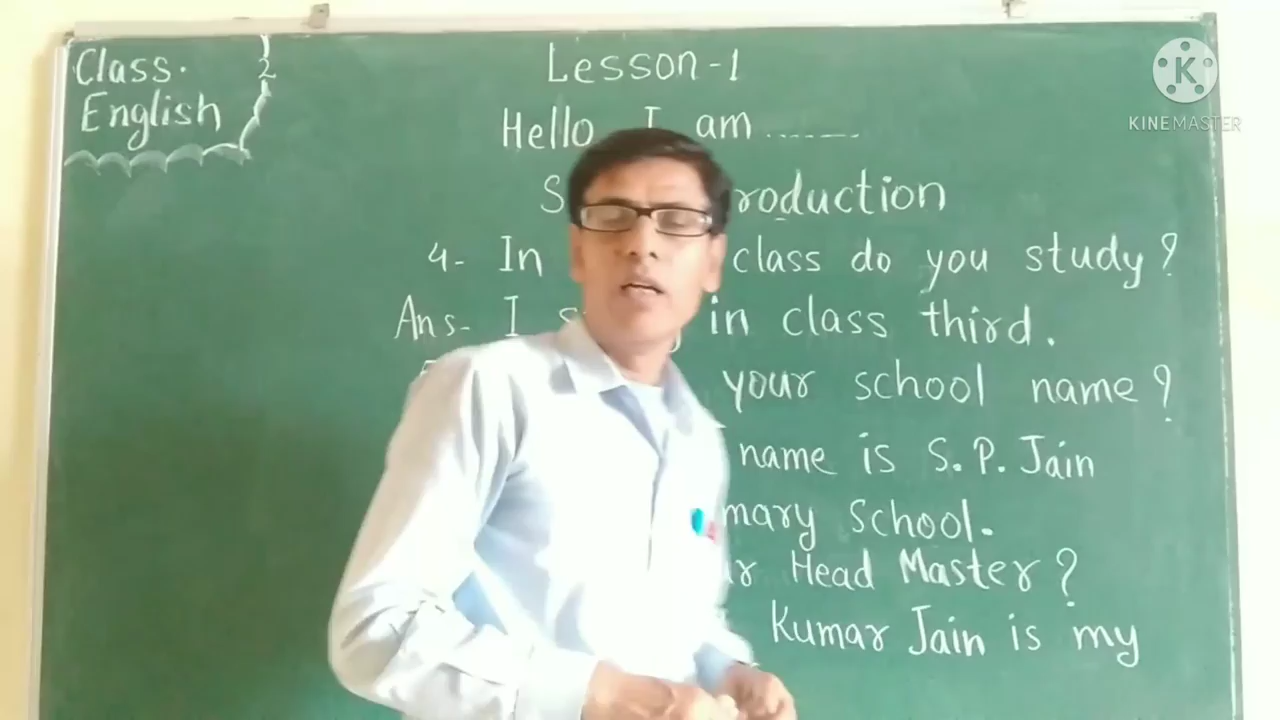 Class. 2
English
Lesson-1
Hello I am ........
roduction
4- In class do you study?
Ans- I in class third.
your school name?
name is S.P. Jain
mary School.
Head Master?
Kumar Jain is my
K
KINEMASTER